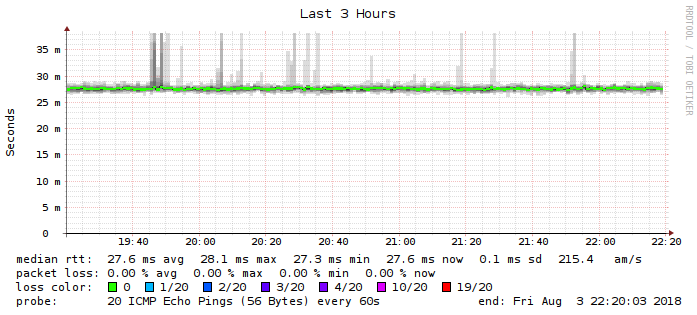 Last 3 Hours
RRDTOOL / TOBI OETIKER
Seconds
35 m
30 m
25 m
20 m
15 m
10 m
5 m
0
19:40 20:00 20:20 20:40 21:00 21:20 21:40 22:00 22:20
median rtt: 27.6 ms avg 28.1 ms max 27.3 ms min 27.6 ms now 0.1 ms sd 215.4 am/s
packet loss: 0.00 % avg 0.00 % max 0.00 % min 0.00 % now
loss color: 0 1/20 2/20 3/20 4/20 10/20 19/20
probe: 20 ICMP Echo Pings (56 Bytes) every 60s end: Fri Aug 3 22:20:03 2018